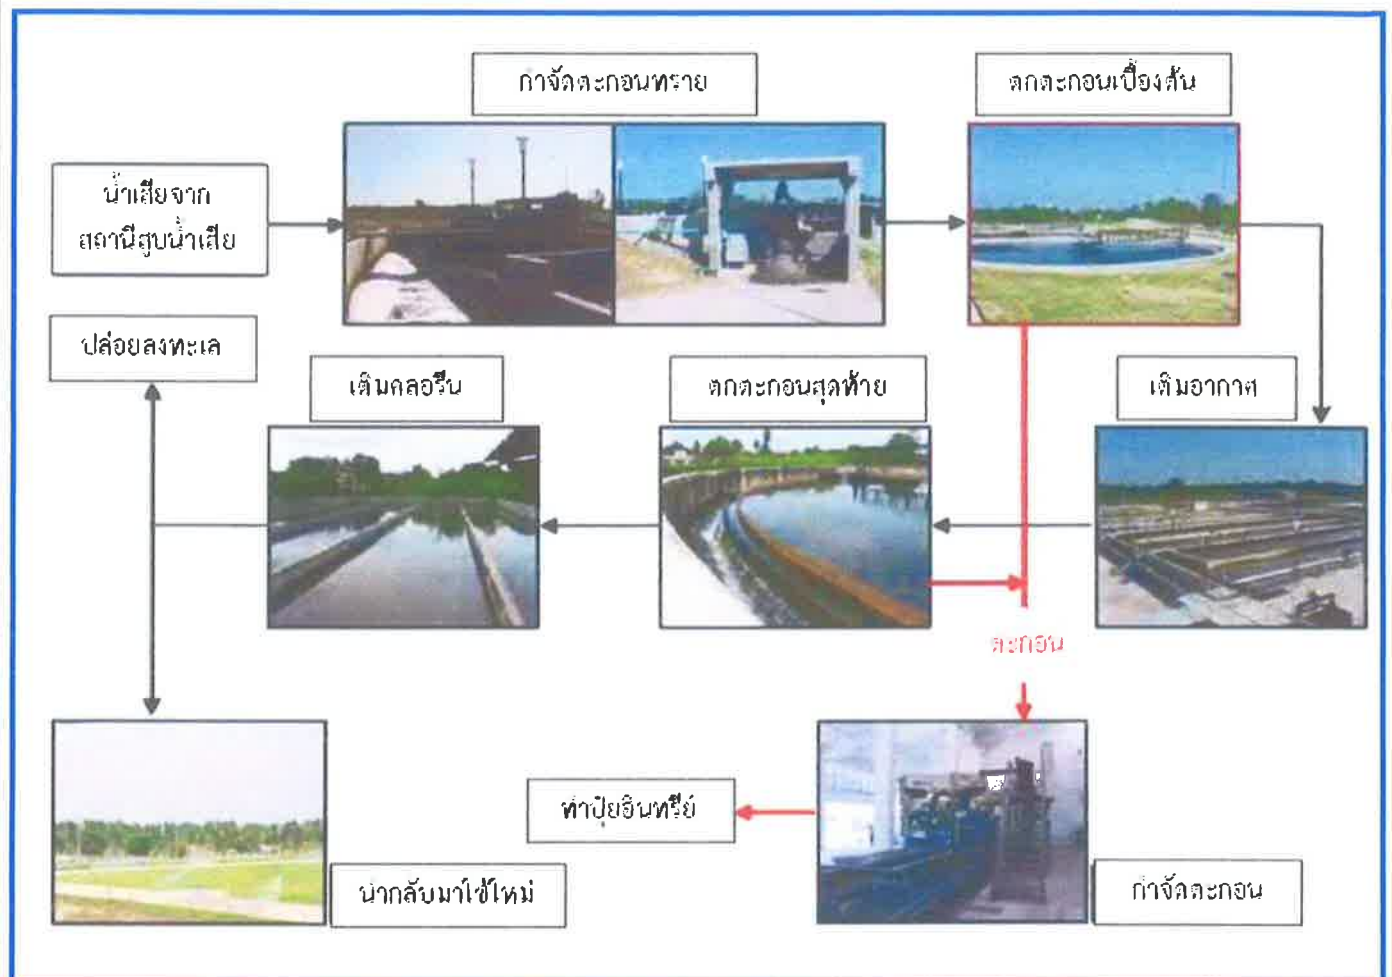 กำจัดตะกอนทราย
ตกตะกอนเบื้องต้น
น้ำเสียจาก
สถานีสูบน้ำเสีย
ปล่อยลงทะเล
เติมคลอรีน
ตกตะกอนสุดท้าย
เติมอากาศ
ตะกอน
ทำปุ๋ยอินทรีย์
นำกลับมาใช้ใหม่
กำจัดตะกอน